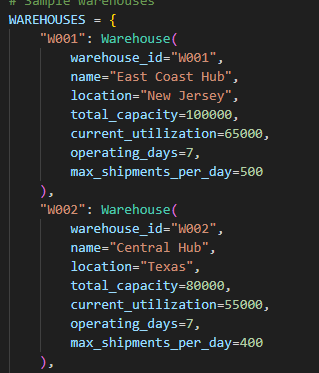 # Sample warehouses
WAREHOUSES = {
    "W001": Warehouse(
        warehouse_id="W001",
        name="East Coast Hub",
        location="New Jersey",
        total_capacity=100000,
        current_utilization=65000,
        operating_days=7,
        max_shipments_per_day=500
    ),
    "W002": Warehouse(
        warehouse_id="W002",
        name="Central Hub",
        location="Texas",
        total_capacity=80000,
        current_utilization=55000,
        operating_days=7,
        max_shipments_per_day=400
    ),